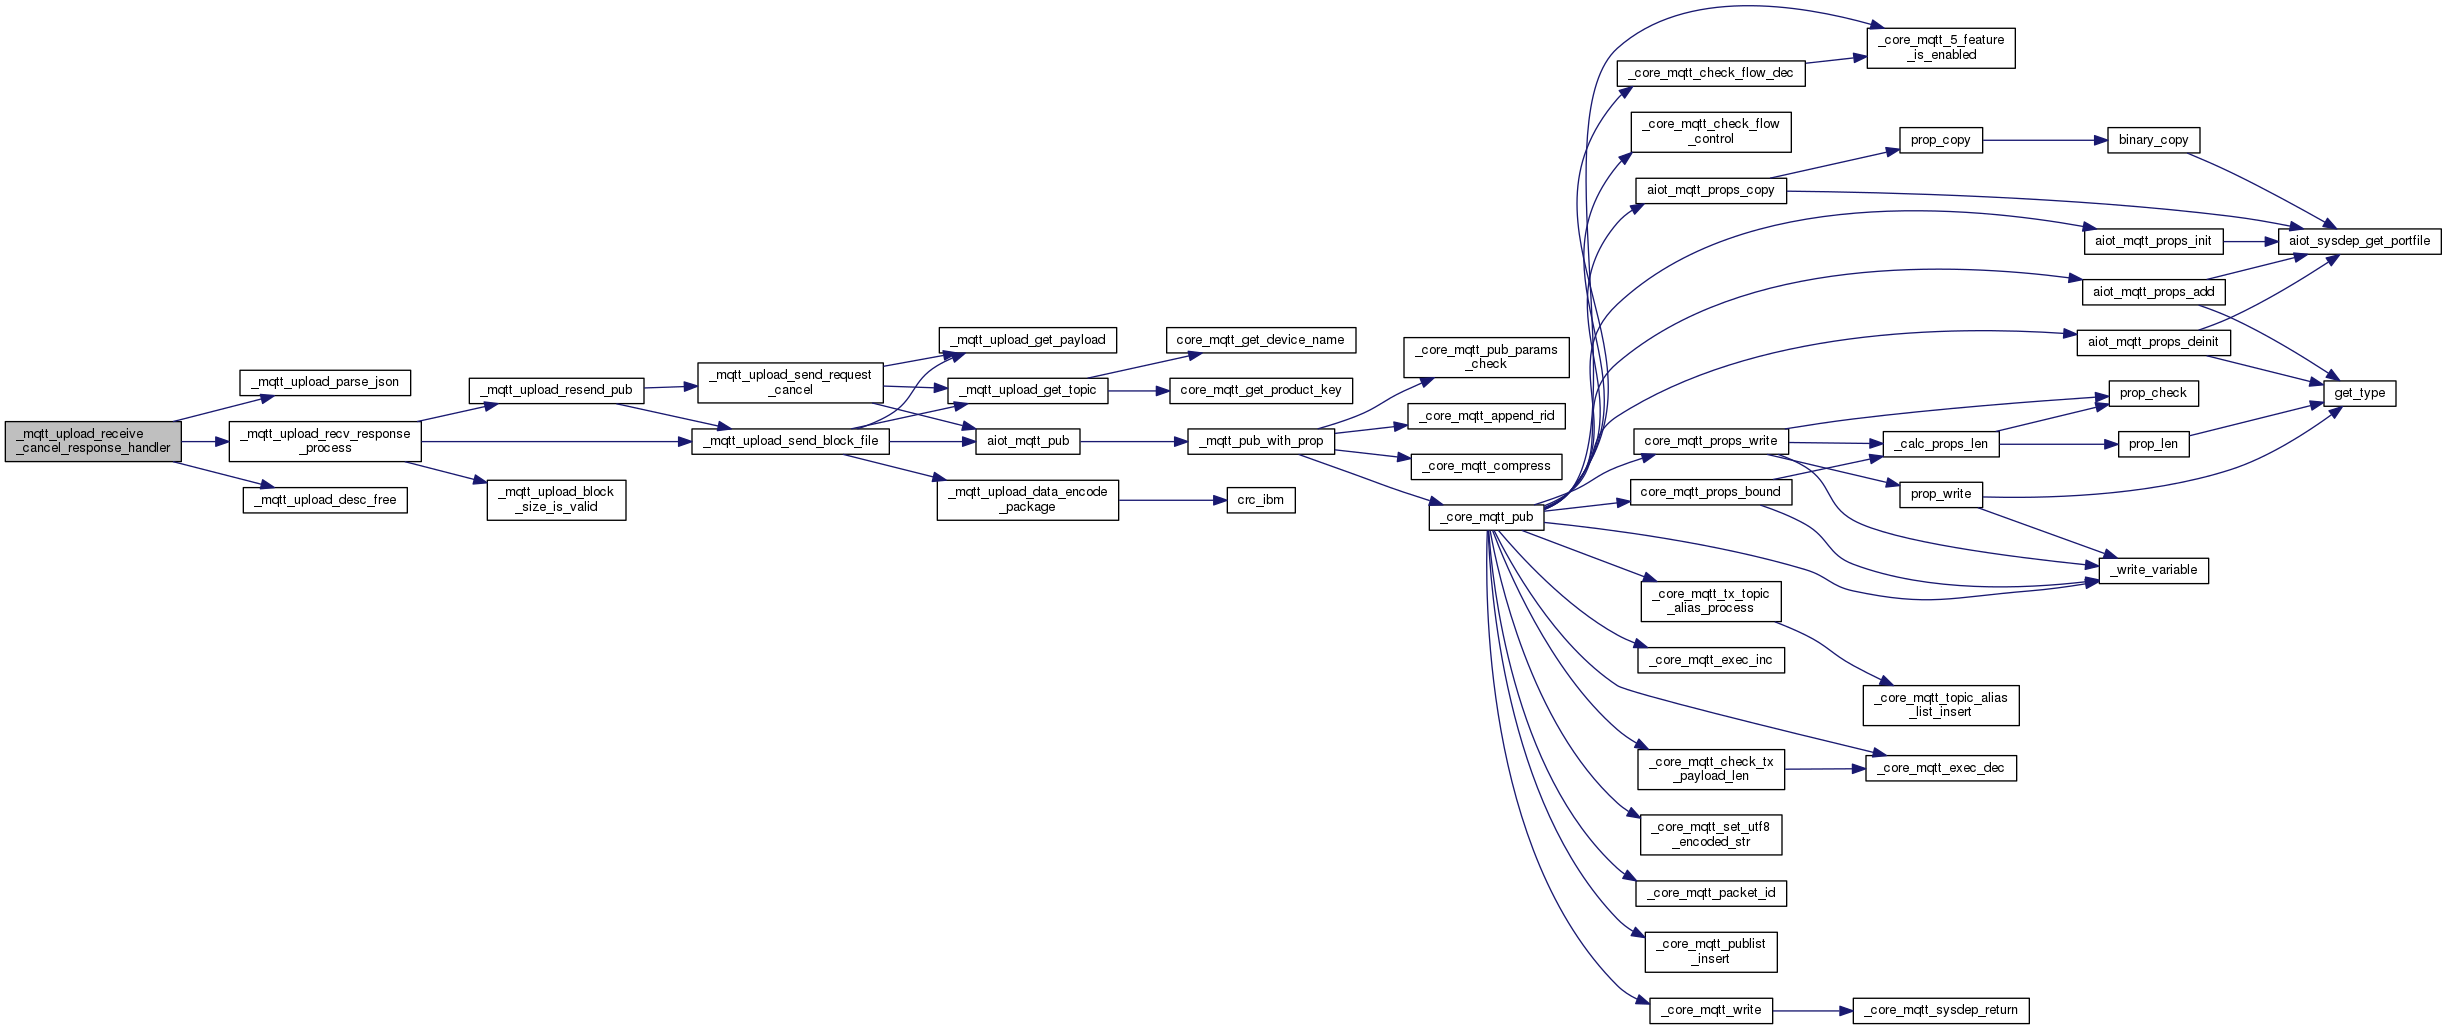 _mqtt_upload_receive
_cancel_response_handler
_mqtt_upload_parse_json
_mqtt_upload_recv_response
_process
_mqtt_upload_desc_free
_mqtt_upload_resend_pub
_mqtt_upload_block
_size_is_valid
_mqtt_upload_send_request
_cancel
_mqtt_upload_send_block_file
_mqtt_upload_get_payload
_mqtt_upload_get_topic
aiot_mqtt_pub
_mqtt_upload_data_encode
_package
core_mqtt_get_device_name
core_mqtt_get_product_key
_mqtt_pub_with_prop
crc_ibm
_core_mqtt_pub_params
_check
_core_mqtt_append_rid
_core_mqtt_compress
_core_mqtt_pub
_core_mqtt_check_flow_dec
_core_mqtt_check_flow
_control
aiot_mqtt_props_copy
core_mqtt_props_write
core_mqtt_props_bound
_core_mqtt_tx_topic
_alias_process
_core_mqtt_exec_inc
_core_mqtt_check_tx
_payload_len
_core_mqtt_set_utf8
_encoded_str
_core_mqtt_packet_id
_core_mqtt_publist
_insert
_core_mqtt_write
_core_mqtt_5_feature
_is_enabled
prop_copy
_calc_props_len
prop_write
_core_mqtt_topic_alias
_list_insert
_core_mqtt_exec_dec
_core_mqtt_sysdep_return
binary_copy
aiot_mqtt_props_init
aiot_mqtt_props_add
aiot_mqtt_props_deinit
prop_check
prop_len
_write_variable
aiot_sysdep_get_portfile
get_type